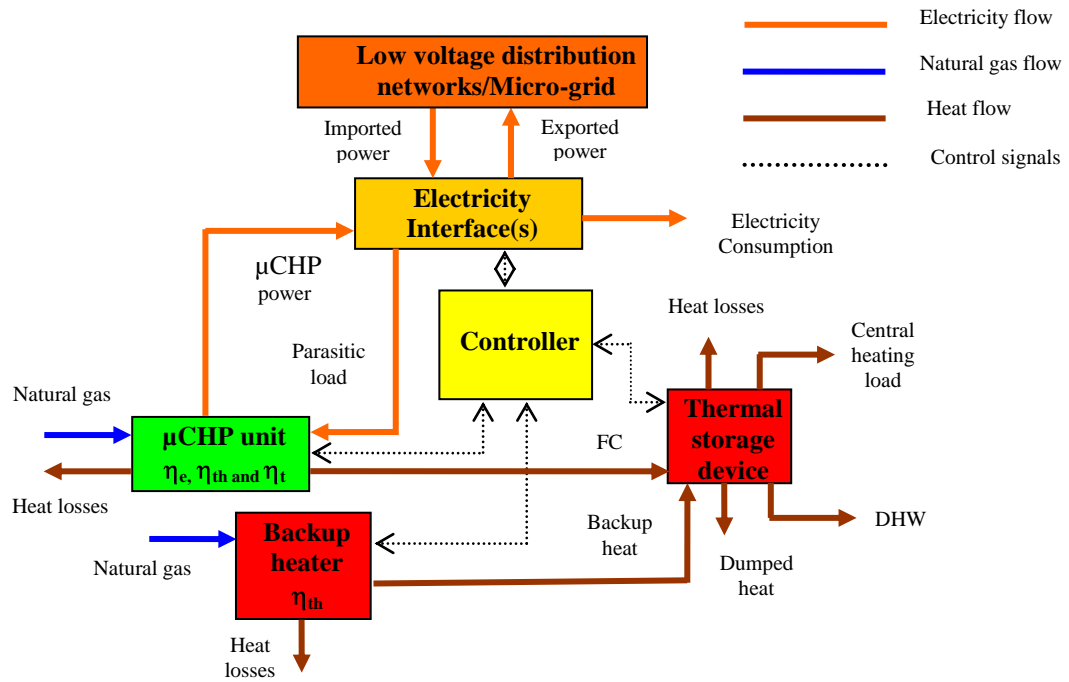 Electricity flow
Natural gas flow
Heat flow
Control signals
Low voltage distribution
networks/Micro-grid
Imported
power
Exported
power
Electricity
Interface(s)
Electricity
Consumption
μCHP
power
Controller
Heat losses
Central
heating
load
Parasitic
load
Natural gas
μCHP unit
ηe, ηth and ηt
Heat losses
FC
Thermal
storage
device
DHW
Backup
heater
ηth
Natural gas
Backup
heat
Dumped
heat
Heat
losses